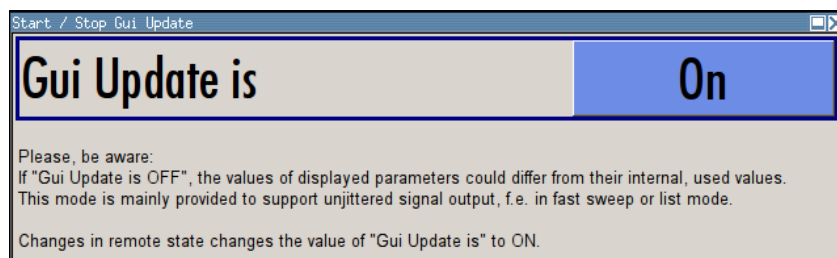 Start / Stop Gui Update
Gui Update is On
Please, be aware:
If "Gui Update is OFF", the values of displayed parameters could differ from their internal, used values.
This mode is mainly provided to support unjittered signal output, f.e. in fast sweep or list mode.
Changes in remote state changes the value of "Gui Update is" to ON.